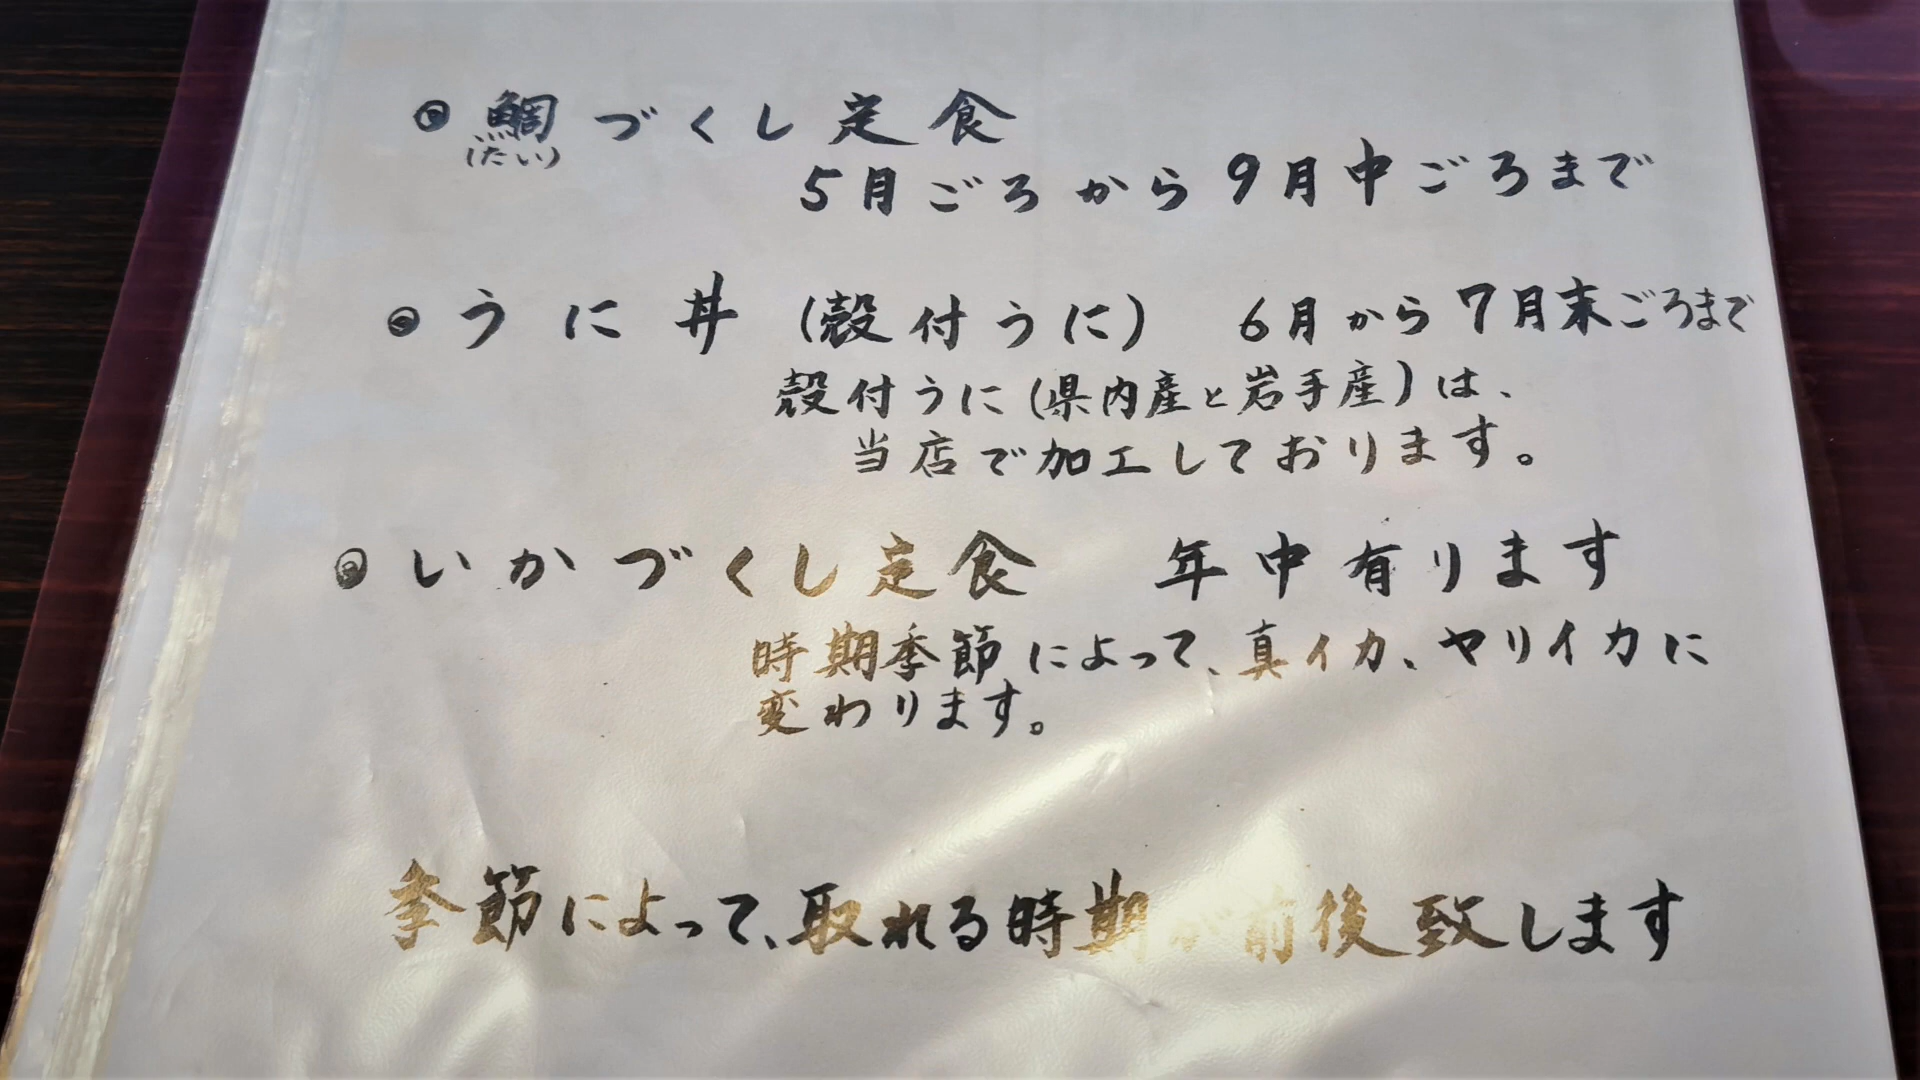 ◉ 鯛づくし定食
(たい)
5月ごろから9月中ごろまで
◉ うに丼 (殻付うに) 6月から7月末ごろまで
殻付うに(県内産と岩手産)は、
当店で加工しております。
◉ いかづくし定食 年中有ります
時期季節によって、真イカ、ヤリイカに
変わります。
季節によって、取れる時期が前後致します